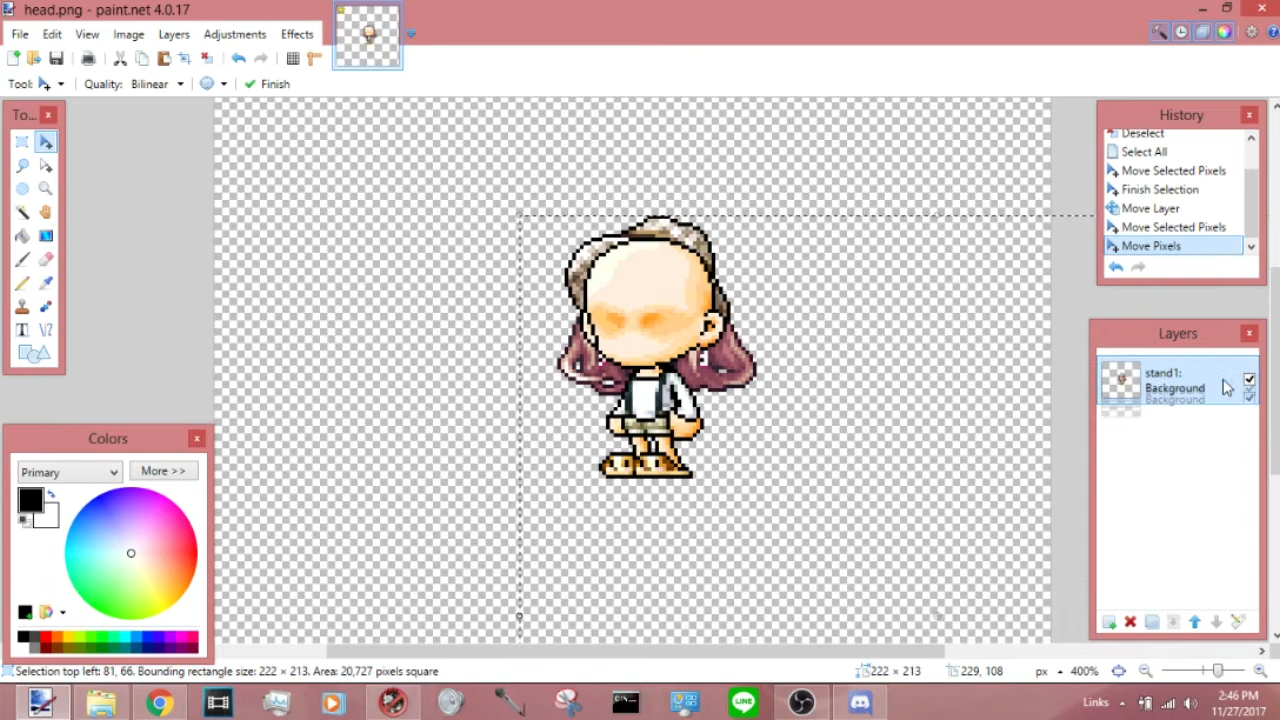 head.png - paint.net 4.0.17
File Edit View Image Layers Adjustments Effects
Tool: Quality: Bilinear Finish
To...
History
Deselect
Select All
Move Selected Pixels
Finish Selection
Move Layer
Move Selected Pixels
Move Pixels
Layers
stand1:
Background
Background
Colors
Primary
More >>
Selection top left: 81, 66. Bounding rectangle size: 222 × 213. Area: 20,727 pixels square
222 × 213
229, 108
px
400%
Links
2:46 PM
11/27/2017
LINE